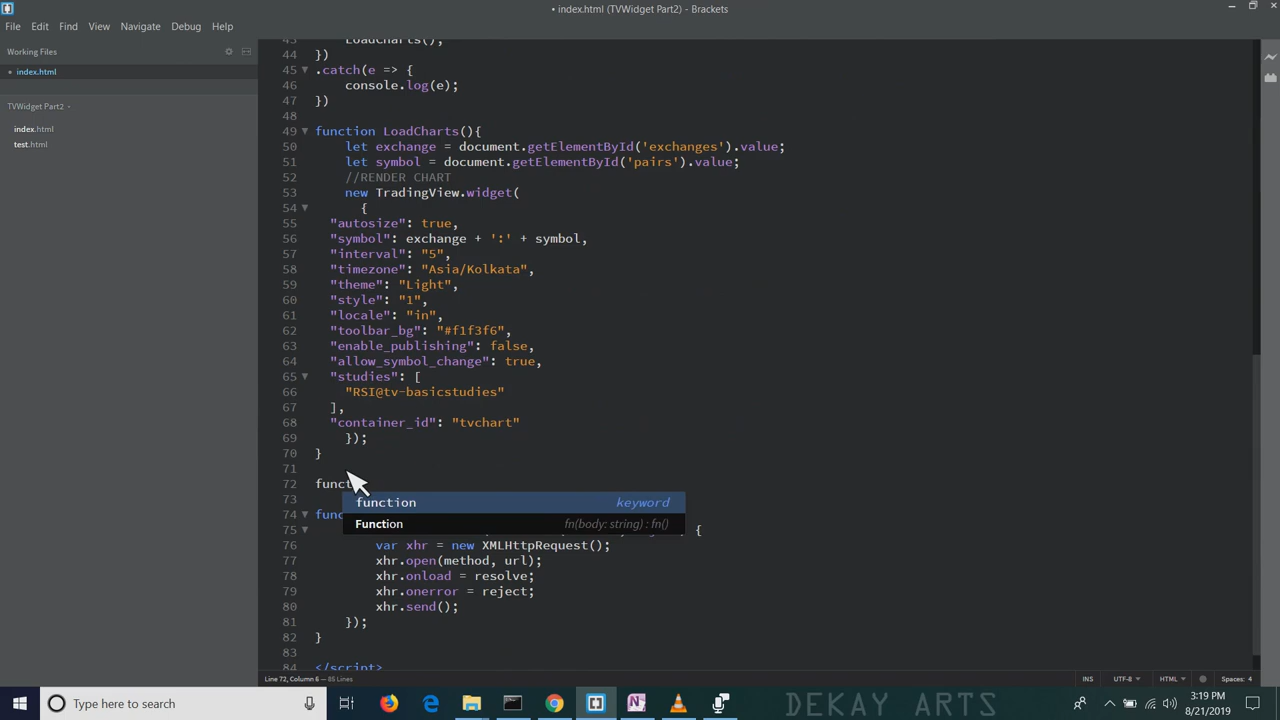 • index.html (TVWidget Part2) - Brackets
File Edit Find View Navigate Debug Help
Working Files
• index.html
TVWidget Part2
index.html
test.html
43 LoadCharts();
44 })
45 .catch(e => {
46 console.log(e);
47 })
48
49 function LoadCharts(){
50 let exchange = document.getElementById('exchanges').value;
51 let symbol = document.getElementById('pairs').value;
52 //RENDER CHART
53 new TradingView.widget(
54 {
55 "autosize": true,
56 "symbol": exchange + ':' + symbol,
57 "interval": "5",
58 "timezone": "Asia/Kolkata",
59 "theme": "Light",
60 "style": "1",
61 "locale": "in",
62 "toolbar_bg": "#f1f3f6",
63 "enable_publishing": false,
64 "allow_symbol_change": true,
65 "studies": [
66 "RSI@tv-basicstudies"
67 ],
68 "container_id": "tvchart"
69 });
70 }
71
72 funct
function keyword
73
Function fn(body: string) : fn()
74 func
75 {
76 var xhr = new XMLHttpRequest();
77 xhr.open(method, url);
78 xhr.onload = resolve;
79 xhr.onerror = reject;
80 xhr.send();
81 });
82 }
83
84 </script>
Line 72, Column 6 — 85 Lines
INS UTF-8 HTML Spaces: 4
Type here to search
DEKAY ARTS
3:19 PM
8/21/2019